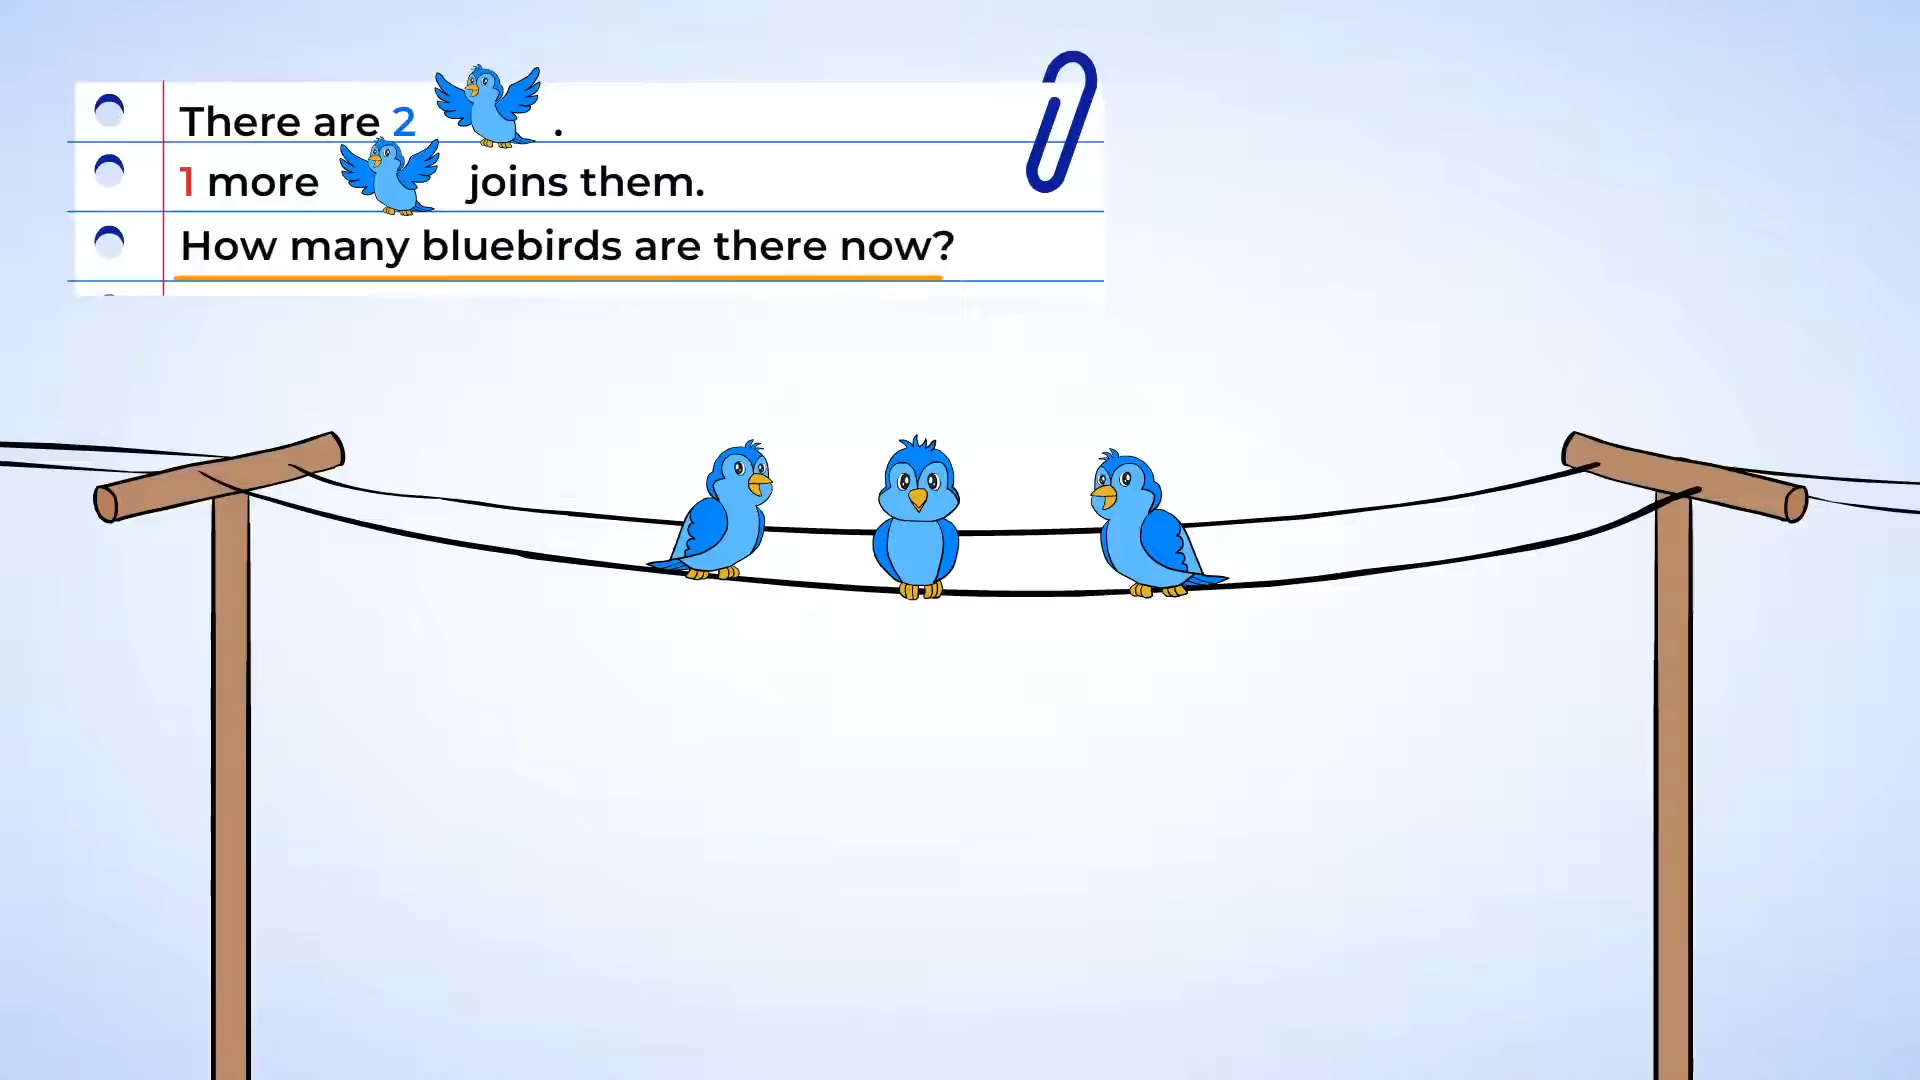 There are 2 .
1 more joins them.
How many bluebirds are there now?